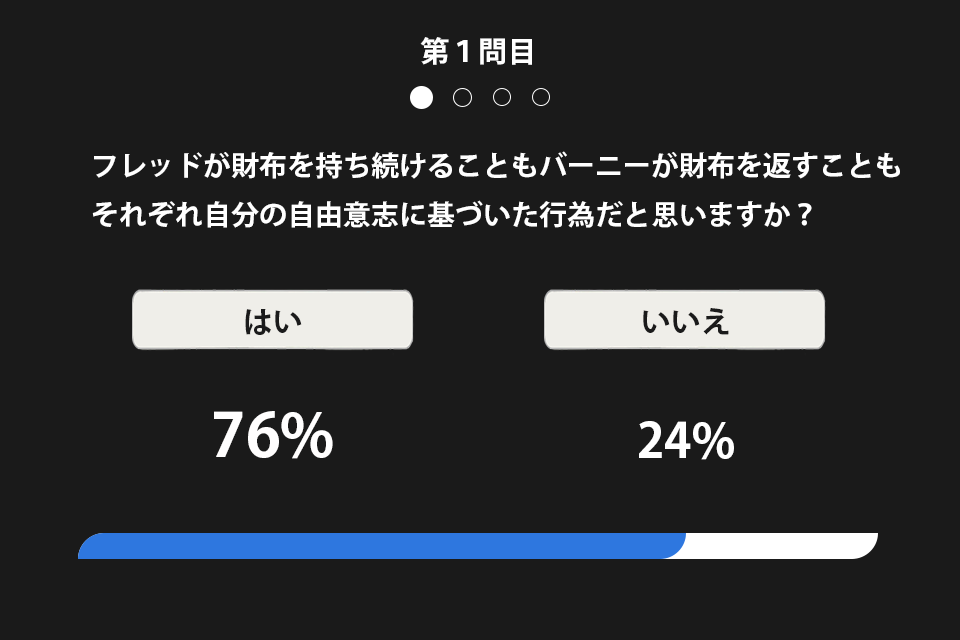 第１問目
フレッドが財布を持ち続けることもバーニーが財布を返すことも
それぞれ自分の自由意志に基づいた行為だと思いますか？
はい
いいえ
76%
24%